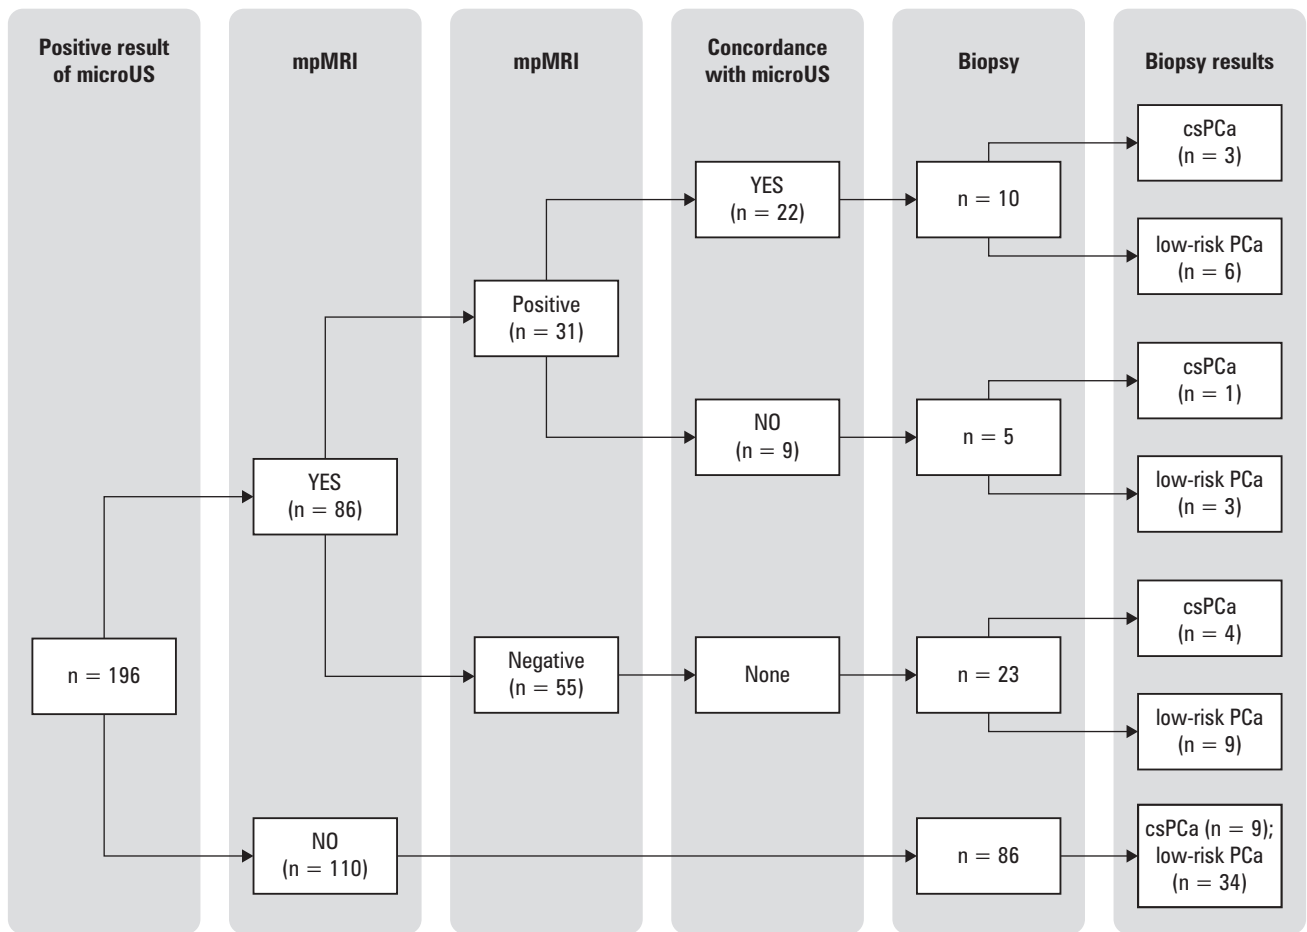 Positive result
of microUS
mpMRI
mpMRI
Concordance
with microUS
Biopsy
Biopsy results
n = 196
YES
(n = 86)
NO
(n = 110)
Positive
(n = 31)
Negative
(n = 55)
YES
(n = 22)
NO
(n = 9)
None
n = 10
n = 5
n = 23
n = 86
csPCa
(n = 3)
low-risk PCa
(n = 6)
csPCa
(n = 1)
low-risk PCa
(n = 3)
csPCa
(n = 4)
low-risk PCa
(n = 9)
csPCa (n = 9);
low-risk PCa
(n = 34)